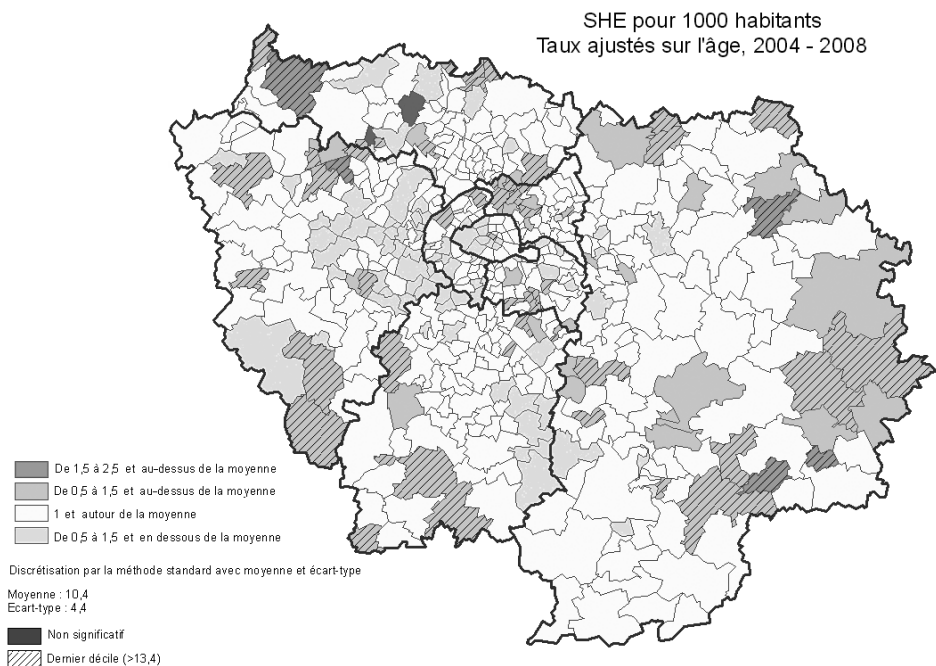 SHE pour 1000 habitants
Taux ajustés sur l'âge, 2004 - 2008
De 1,5 à 2,5 et au-dessus de la moyenne
De 0,5 à 1,5 et au-dessus de la moyenne
1 et autour de la moyenne
De 0,5 à 1,5 et en dessous de la moyenne
Discrétisation par la méthode standard avec moyenne et écart-type
Moyenne : 10,4
Ecart-type : 4,4
Non significatif
Dernier décile (>13,4)